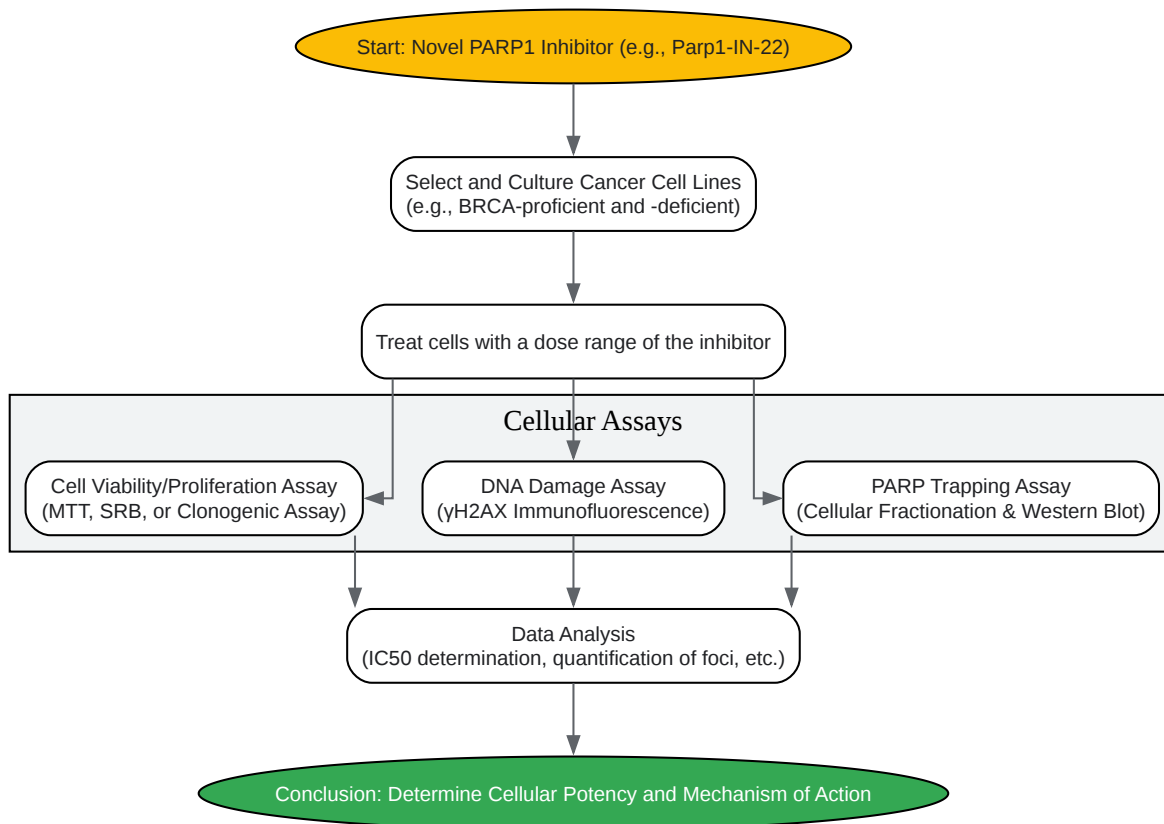 Start: Novel PARP1 Inhibitor (e.g., Parp1-IN-22)
Select and Culture Cancer Cell Lines
(e.g., BRCA-proficient and -deficient)
Treat cells with a dose range of the inhibitor
Cellular Assays
Cell Viability/Proliferation Assay
(MTT, SRB, or Clonogenic Assay)
DNA Damage Assay
(γH2AX Immunofluorescence)
PARP Trapping Assay
(Cellular Fractionation & Western Blot)
Data Analysis
(IC50 determination, quantification of foci, etc.)
Conclusion: Determine Cellular Potency and Mechanism of Action